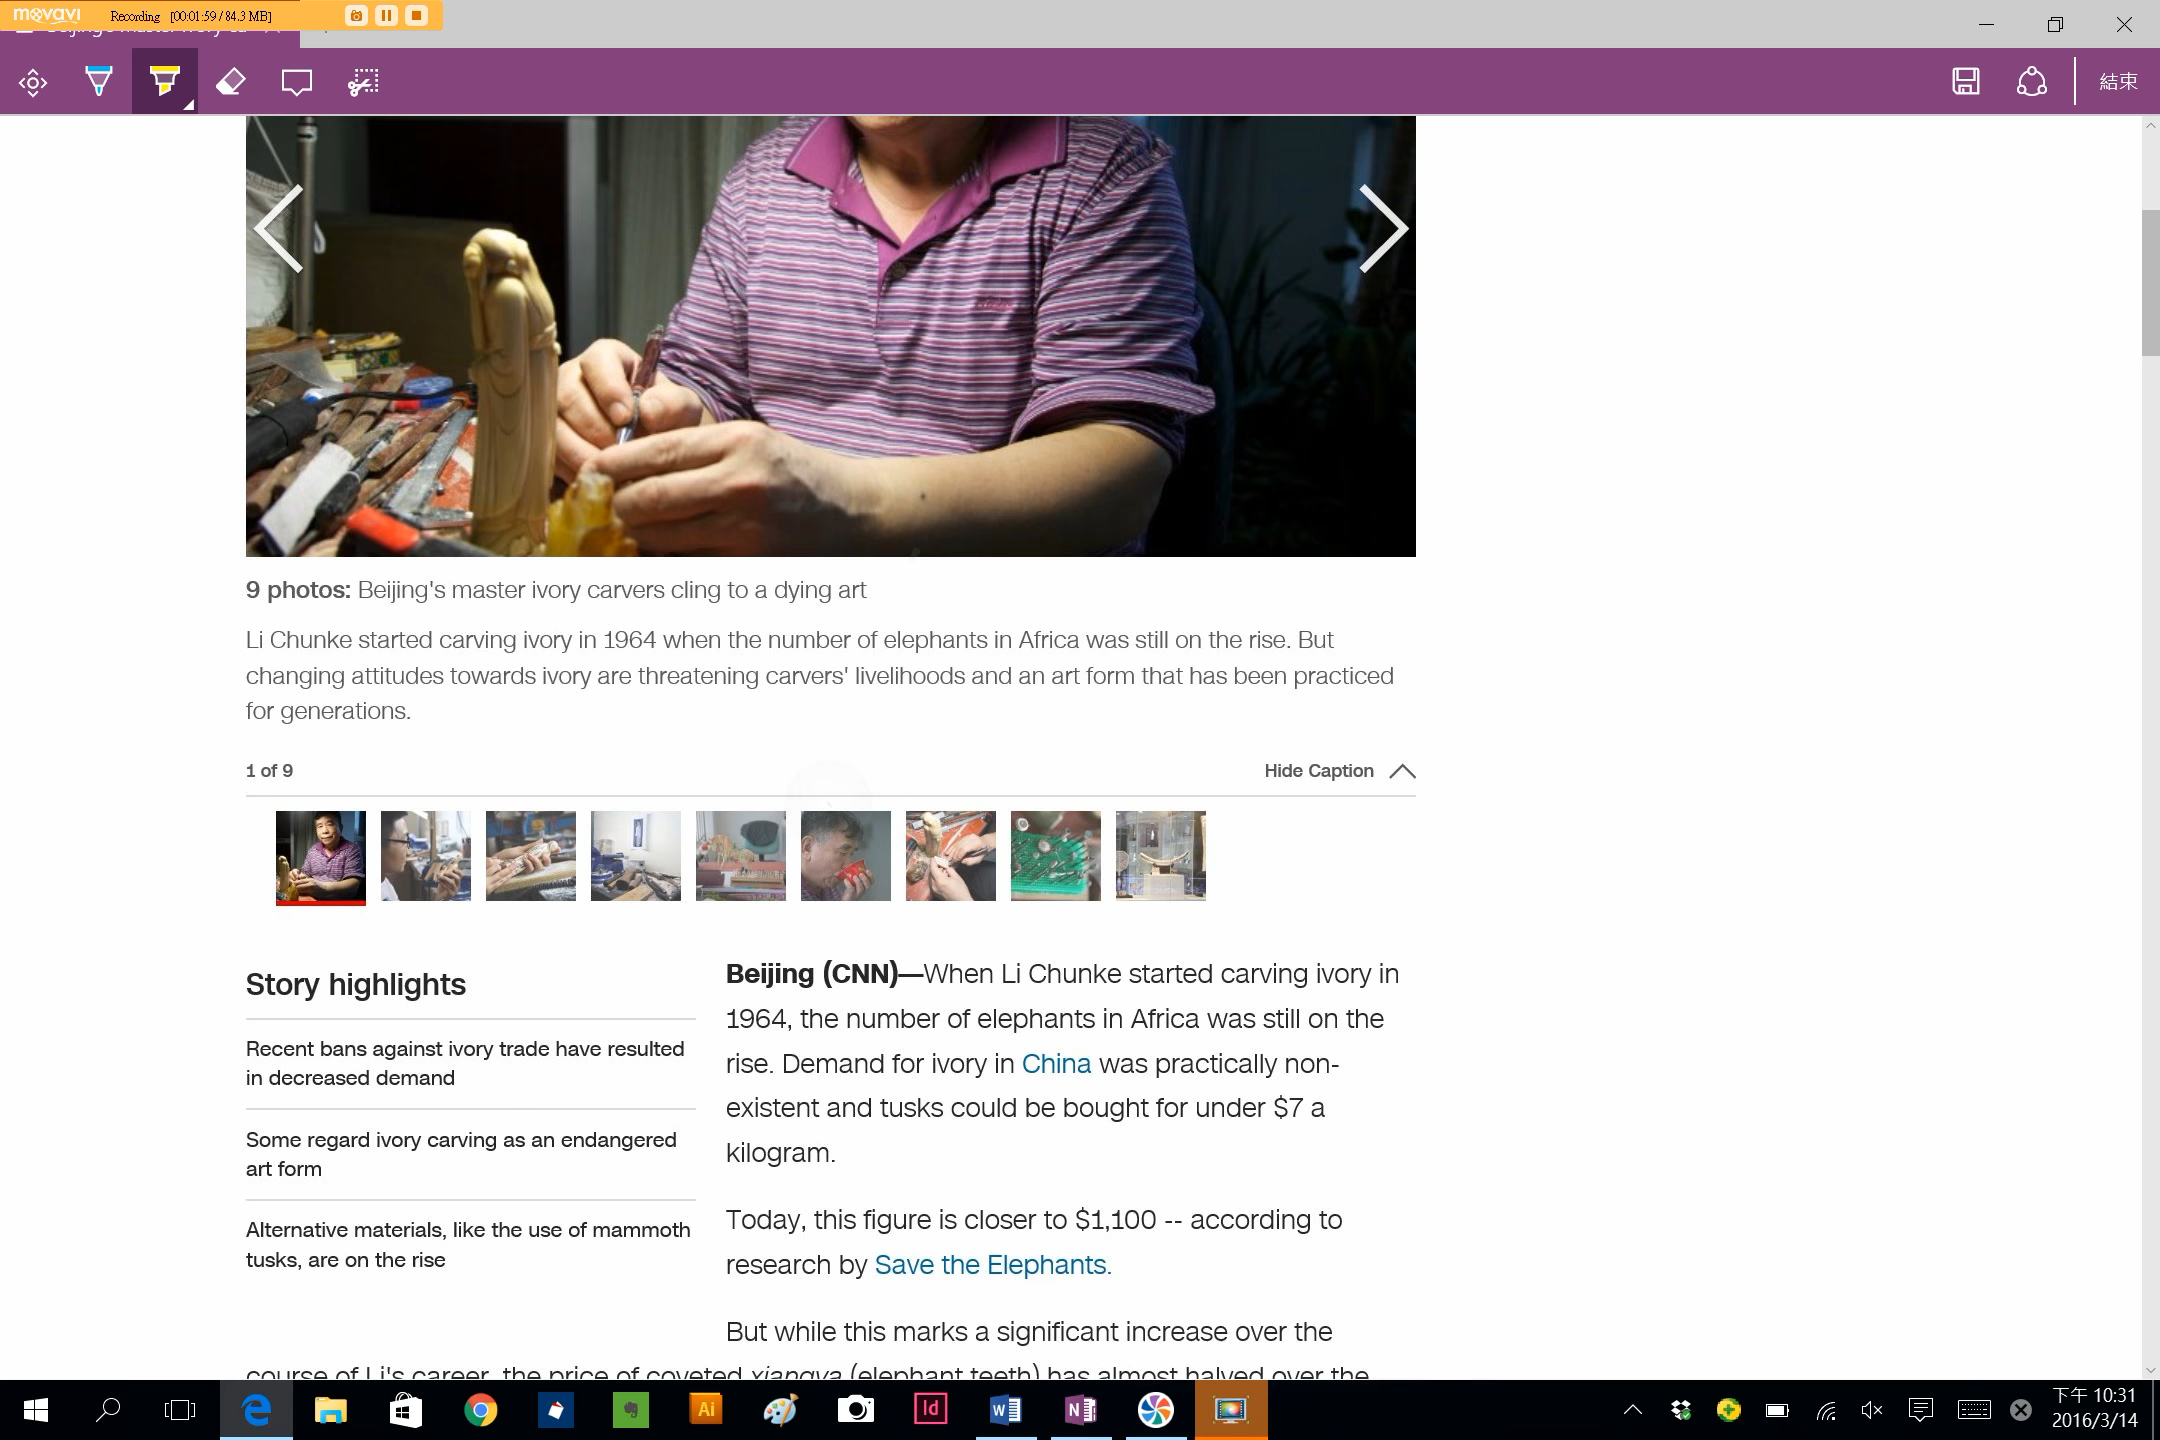 movavi Recording [00:01:59 / 84.3 MB]
結束
9 photos: Beijing's master ivory carvers cling to a dying art
Li Chunke started carving ivory in 1964 when the number of elephants in Africa was still on the rise. But
changing attitudes towards ivory are threatening carvers' livelihoods and an art form that has been practiced
for generations.
1 of 9
Hide Caption
Story highlights
Recent bans against ivory trade have resulted
in decreased demand
Some regard ivory carving as an endangered
art form
Alternative materials, like the use of mammoth
tusks, are on the rise
Beijing (CNN)—When Li Chunke started carving ivory in
1964, the number of elephants in Africa was still on the
rise. Demand for ivory in China was practically non-
existent and tusks could be bought for under $7 a
kilogram.
Today, this figure is closer to $1,100 -- according to
research by Save the Elephants.
But while this marks a significant increase over the
course of Li's career, the price of coveted xiangya (elephant teeth) has almost halved over the
Ai
Id
W
N
下午 10:31
2016/3/14